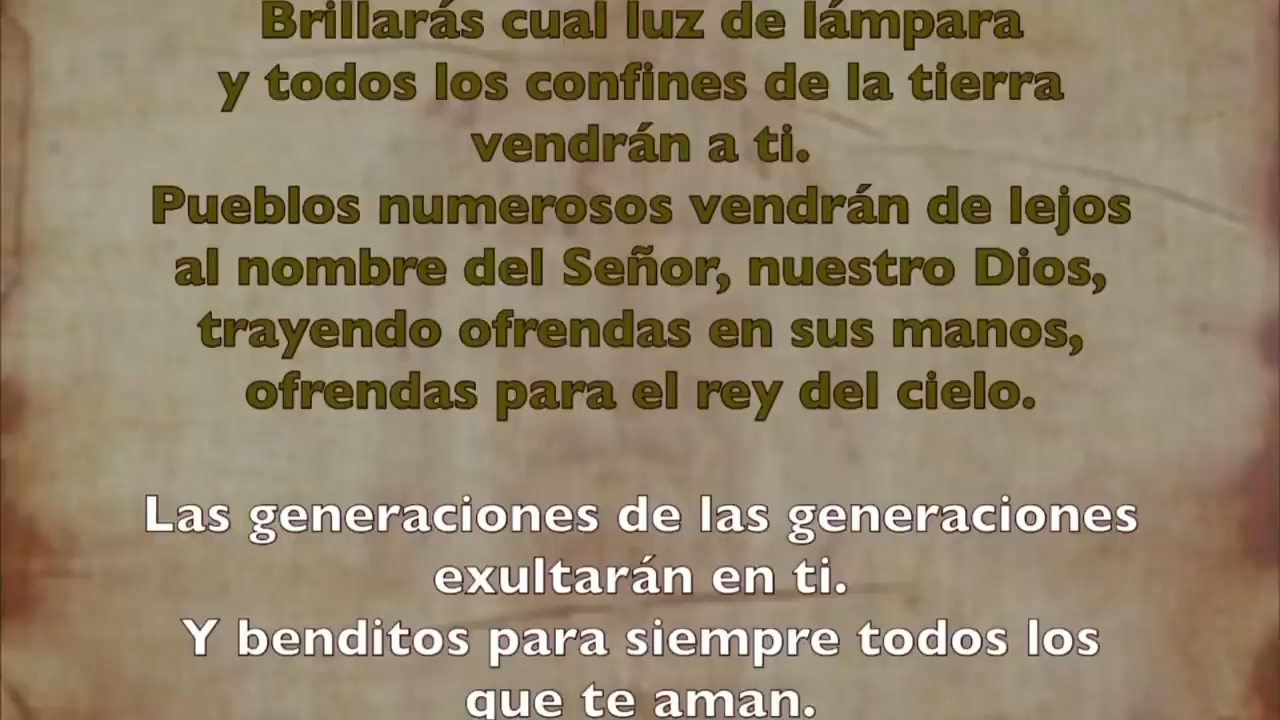 Brillarás cual luz de lámpara
y todos los confines de la tierra
vendrán a ti.
Pueblos numerosos vendrán de lejos
al nombre del Señor, nuestro Dios,
trayendo ofrendas en sus manos,
ofrendas para el rey del cielo.
Las generaciones de las generaciones
exultarán en ti.
Y benditos para siempre todos los
que te aman.